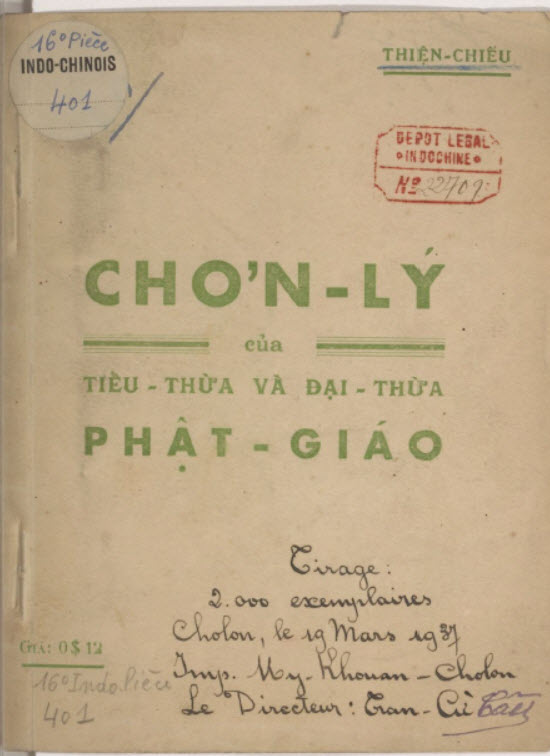 16º Pièce
INDO-CHINOIS
401
THIỆN-CHIẾU
DEPOT LEGAL
INDOCHINE
Nº 22709
CHƠN-LÝ
của
TIỂU-THỪA VÀ ĐẠI-THỪA
PHẬT-GIÁO
Tirage:
2.000 exemplaires
Cholon, le 19 Mars 1937
Imp. My-Khouan-Cholon
Le Directeur: Tran-Cù
GIÁ: 0$12
16º Indo. Pièce
401